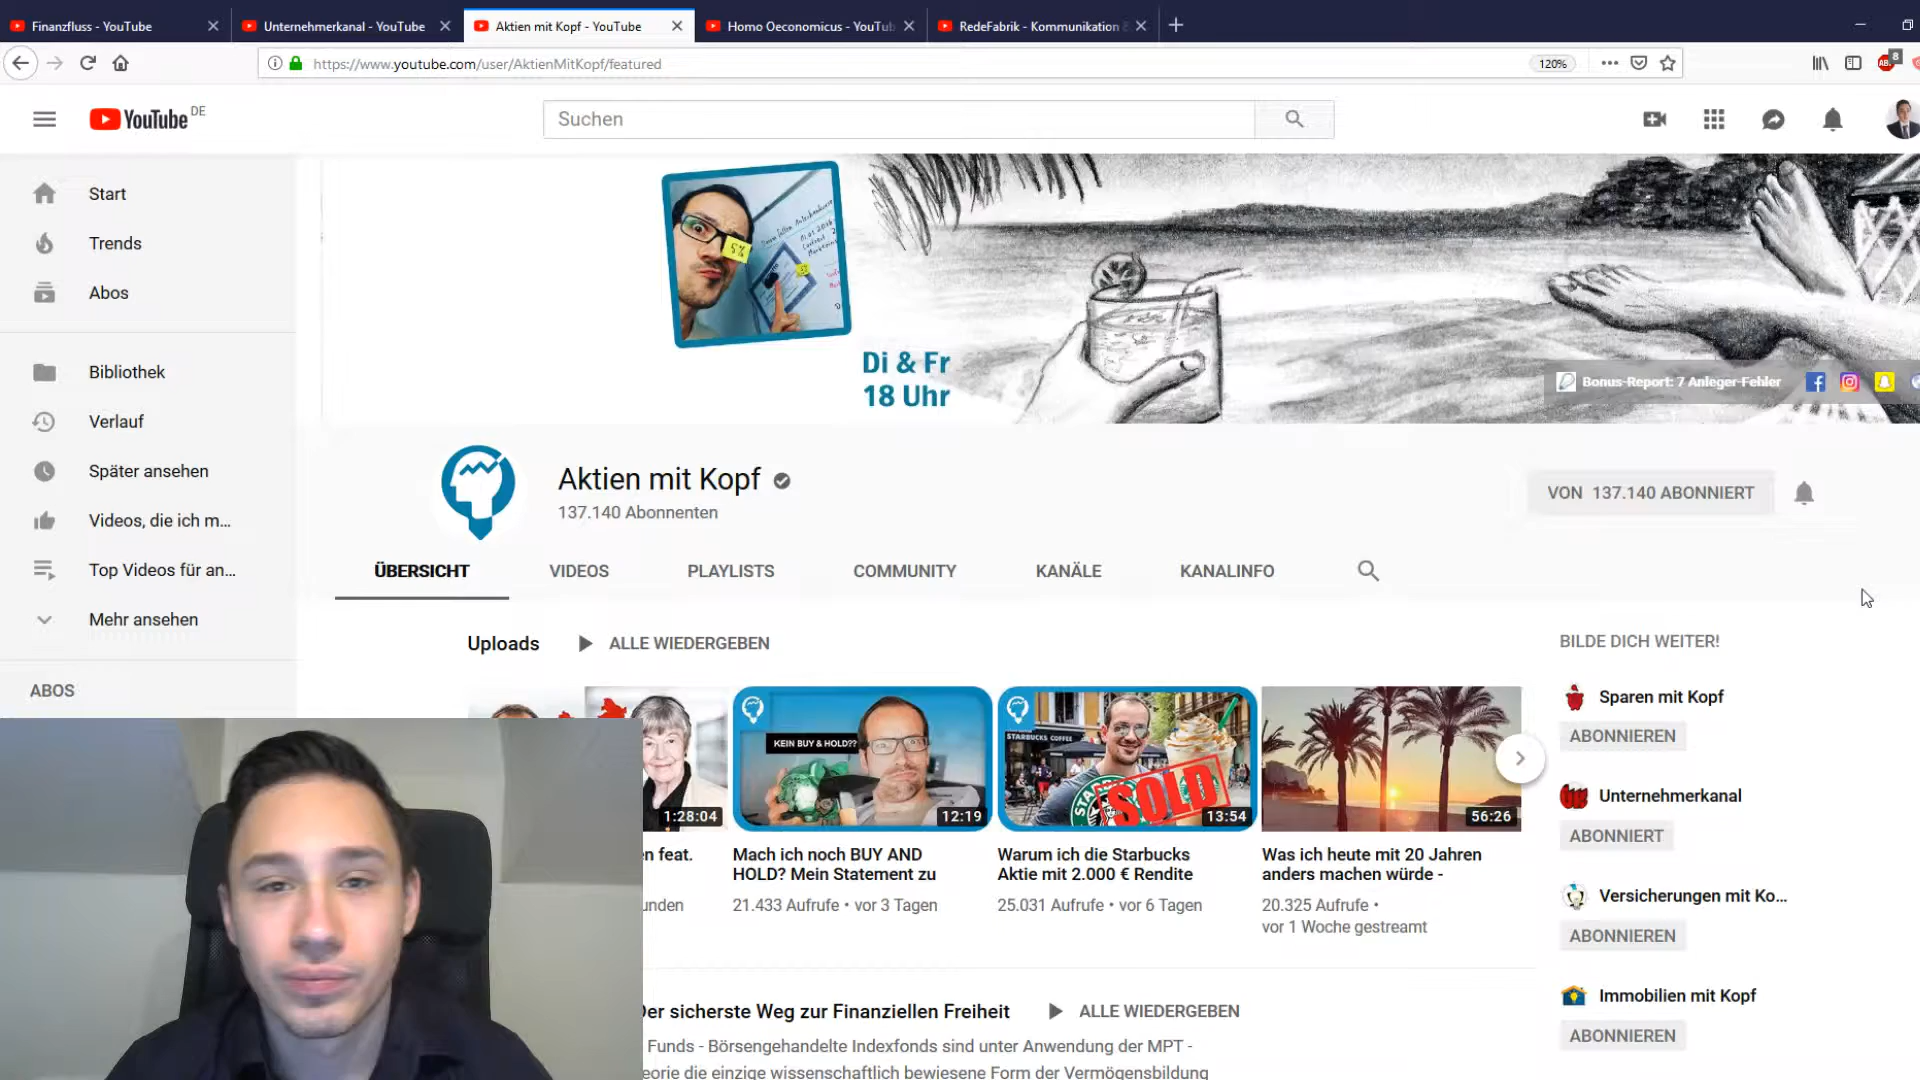 Finanzfluss - YouTube
Unternehmerkanal - YouTube
Aktien mit Kopf - YouTube
Homo Oeconomicus - YouTub
RedeFabrik - Kommunikation
https://www.youtube.com/user/AktienMitKopf/featured
120%
8
YouTube DE
Suchen
Start
Trends
Abos
Bibliothek
Verlauf
Später ansehen
Videos, die ich m...
Top Videos für an...
Mehr ansehen
ABOS
5%
Di & Fr
18 Uhr
Bonus-Report: 7 Anleger-Fehler
Aktien mit Kopf
137.140 Abonnenten
VON 137.140 ABONNIERT
ÜBERSICHT
VIDEOS
PLAYLISTS
COMMUNITY
KANÄLE
KANALINFO
Uploads
ALLE WIEDERGEBEN
1:28:04
KEIN BUY & HOLD??
12:19
STARBUCKS COFFEE
SOLD
13:54
56:26
n feat.
unden
Mach ich noch BUY AND
HOLD? Mein Statement zu
21.433 Aufrufe • vor 3 Tagen
Warum ich die Starbucks
Aktie mit 2.000 € Rendite
25.031 Aufrufe • vor 6 Tagen
Was ich heute mit 20 Jahren
anders machen würde -
20.325 Aufrufe •
vor 1 Woche gestreamt
BILDE DICH WEITER!
Sparen mit Kopf
ABONNIEREN
Unternehmerkanal
ABONNIERT
Versicherungen mit Ko...
ABONNIEREN
Immobilien mit Kopf
ABONNIEREN
Der sicherste Weg zur Finanziellen Freiheit
ALLE WIEDERGEBEN
Funds - Börsengehandelte Indexfonds sind unter Anwendung der MPT -
eorie die einzige wissenschaftlich bewiesene Form der Vermögensbildung